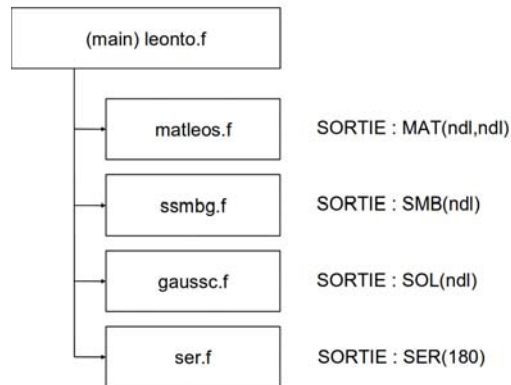 (main) leonto.f
matleos.f SORTIE : MAT(ndl,ndl)
ssmbg.f SORTIE : SMB(ndl)
gaussc.f SORTIE : SOL(ndl)
ser.f SORTIE : SER(180)